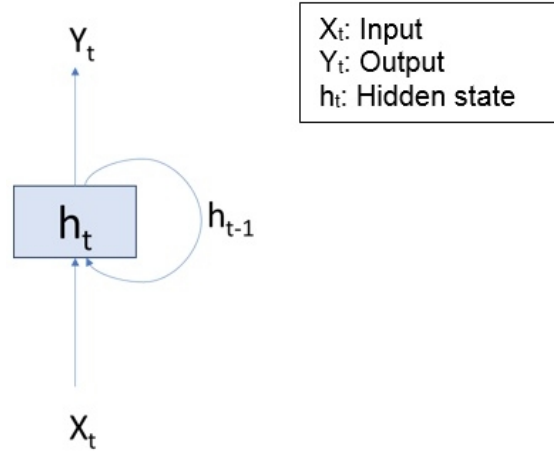 Yt
Xt: Input
Yt: Output
ht: Hidden state
ht
ht-1
Xt